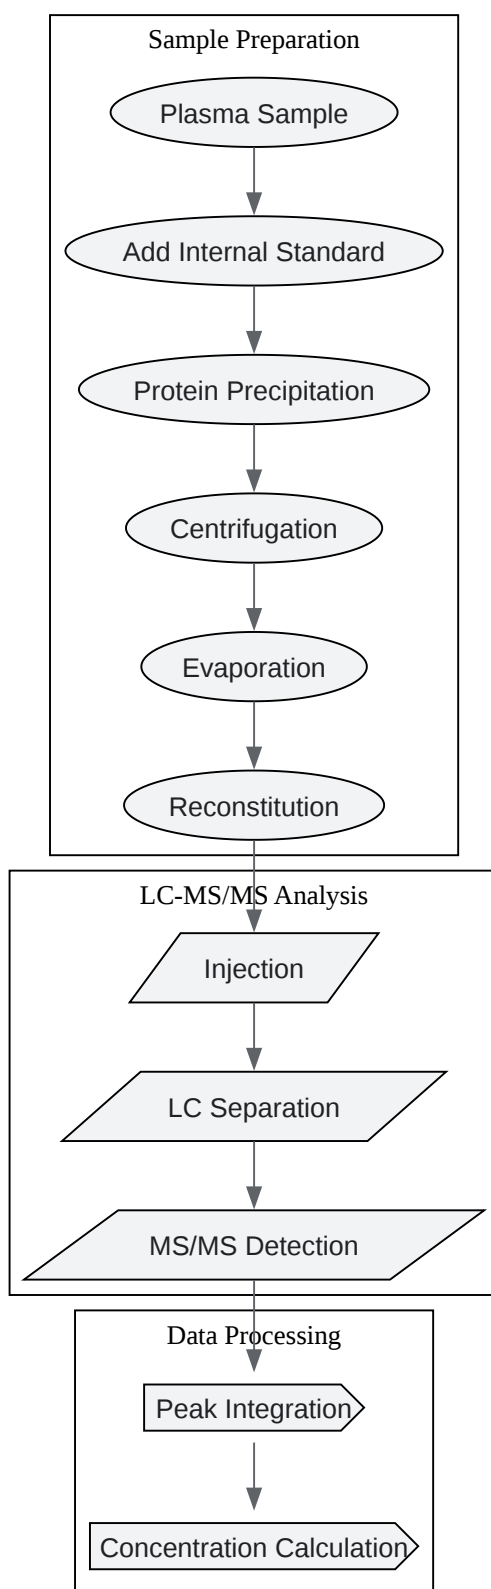 Sample Preparation
Plasma Sample
Add Internal Standard
Protein Precipitation
Centrifugation
Evaporation
Reconstitution
LC-MS/MS Analysis
Injection
LC Separation
MS/MS Detection
Data Processing
Peak Integration
Concentration Calculation